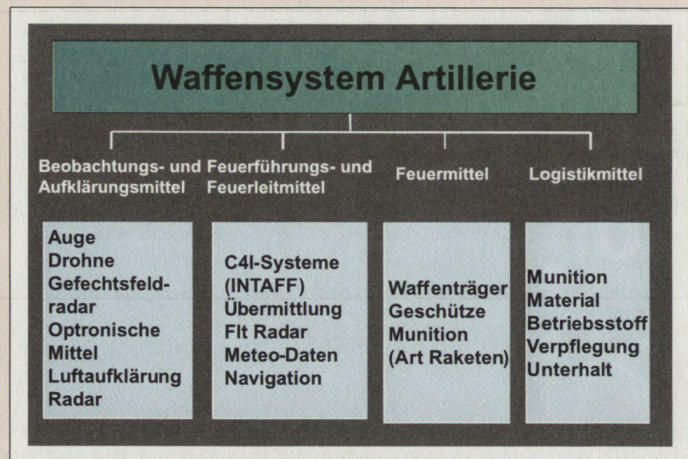 Waffensystem Artillerie
Beobachtungs- und
Aufklärungsmittel
Feuerführungs- und
Feuerleitmittel
Feuermittel
Logistikmittel
Auge
Drohne
Gefechtsfeld-
radar
Optronische
Mittel
Luftaufklärung
Radar
C4I-Systeme
(INTAFF)
Übermittlung
Flt Radar
Meteo-Daten
Navigation
Waffenträger
Geschütze
Munition
(Art Raketen)
Munition
Material
Betriebsstoff
Verpflegung
Unterhalt